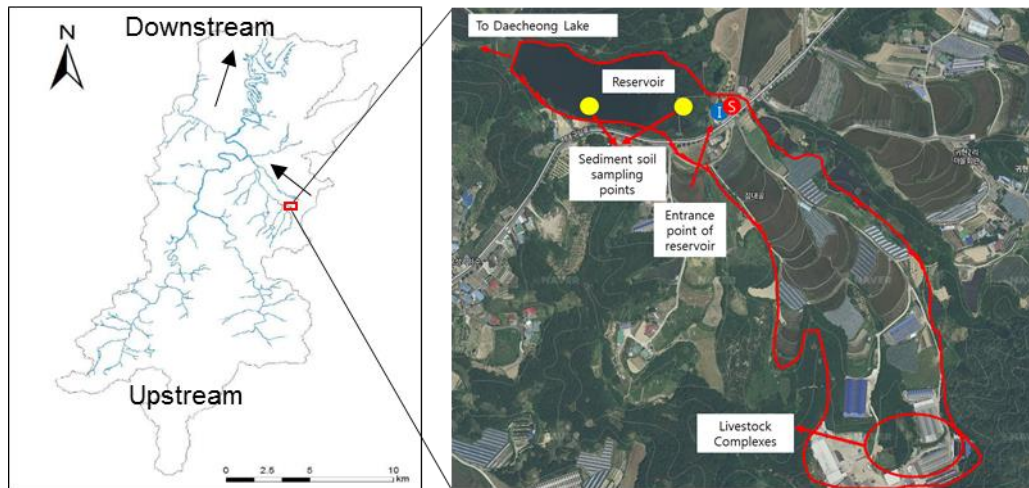 Downstream
N
Upstream
0 2.5 5 10
km
To Daecheong Lake
Reservoir
I
S
Sediment soil
sampling
points
Entrance
point of
reservoir
Livestock
Complexes